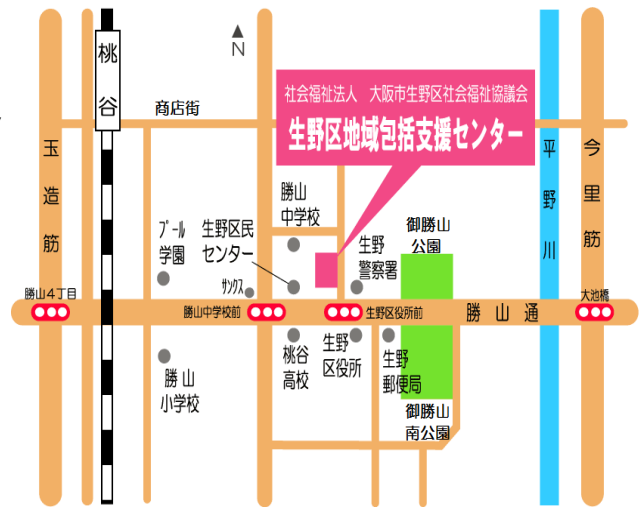 桃谷
N
商店街
社会福祉法人　大阪市生野区社会福祉協議会
生野区地域包括支援センター
玉造筋
平野川
今里筋
勝山
中学校
プール
学園
生野区民
センター
生野
警察署
御勝山
公園
サンクス
勝山4丁目
勝山中学校前
生野区役所前
勝山通
大池橋
勝山
小学校
桃谷
高校
生野
区役所
生野
郵便局
御勝山
南公園